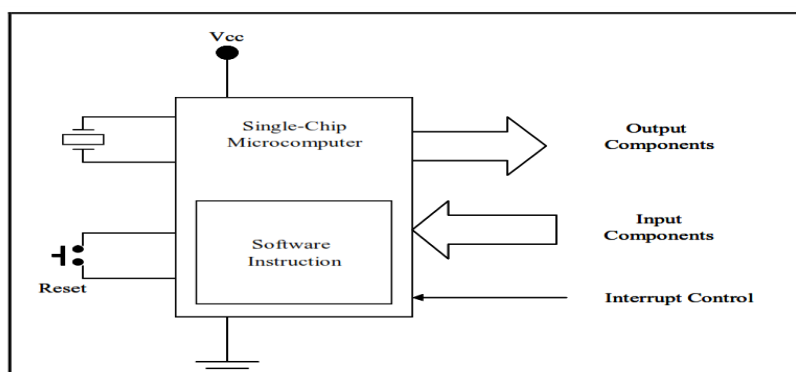 Vcc
Single-Chip
Microcomputer
Output
Components
Software
Instruction
Input
Components
Reset
Interrupt Control